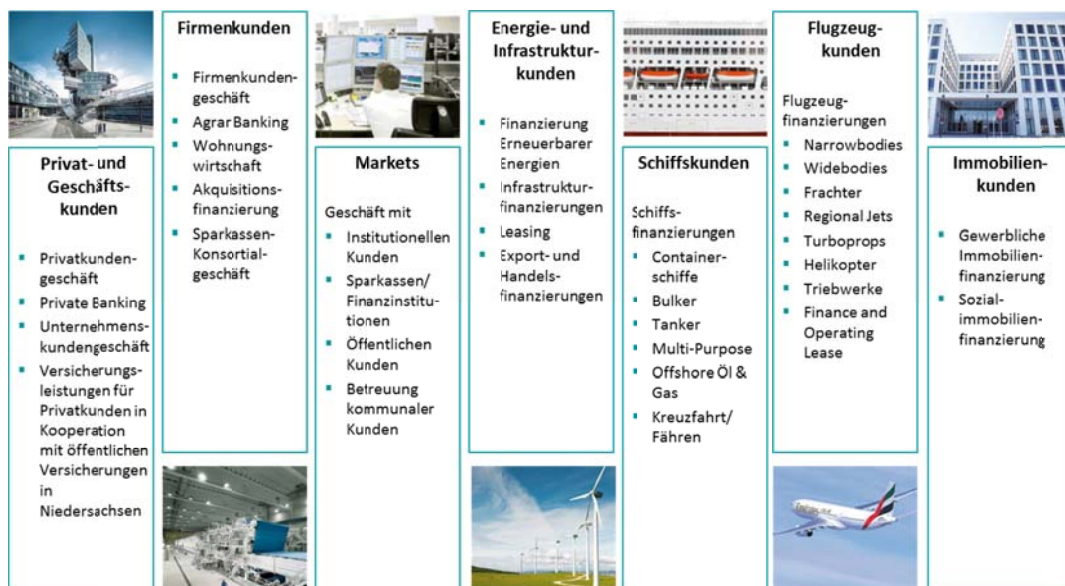 Privat- und
Geschäfts-
kunden
Privatkunden-
geschäft
Private Banking
Unternehmens-
kundengeschäft
Versicherungs-
leistungen für
Privatkunden in
Kooperation
mit öffentlichen
Versicherungen
in
Niedersachsen
Firmenkunden
Firmenkunden-
geschäft
Agrar Banking
Wohnungs-
wirtschaft
Akquisitions-
finanzierung
Sparkassen-
Konsortial-
geschäft
Markets
Geschäft mit
Institutionellen
Kunden
Sparkassen/
Finanzinstitu-
tionen
Öffentlichen
Kunden
Betreuung
kommunaler
Kunden
Energie- und
Infrastruktur-
kunden
Finanzierung
Erneuerbarer
Energien
Infrastruktur-
finanzierungen
Leasing
Export- und
Handels-
finanzierungen
Schiffskunden
Schiffs-
finanzierungen
Container-
schiffe
Bulker
Tanker
Multi-Purpose
Offshore Öl &
Gas
Kreuzfahrt/
Fähren
Flugzeug-
kunden
Flugzeug-
finanzierungen
Narrowbodies
Widebodies
Frachter
Regional Jets
Turboprops
Helikopter
Triebwerke
Finance and
Operating
Lease
Emirates
Immobilien-
kunden
Gewerbliche
Immobilien-
finanzierung
Sozial-
immobilien-
finanzierung